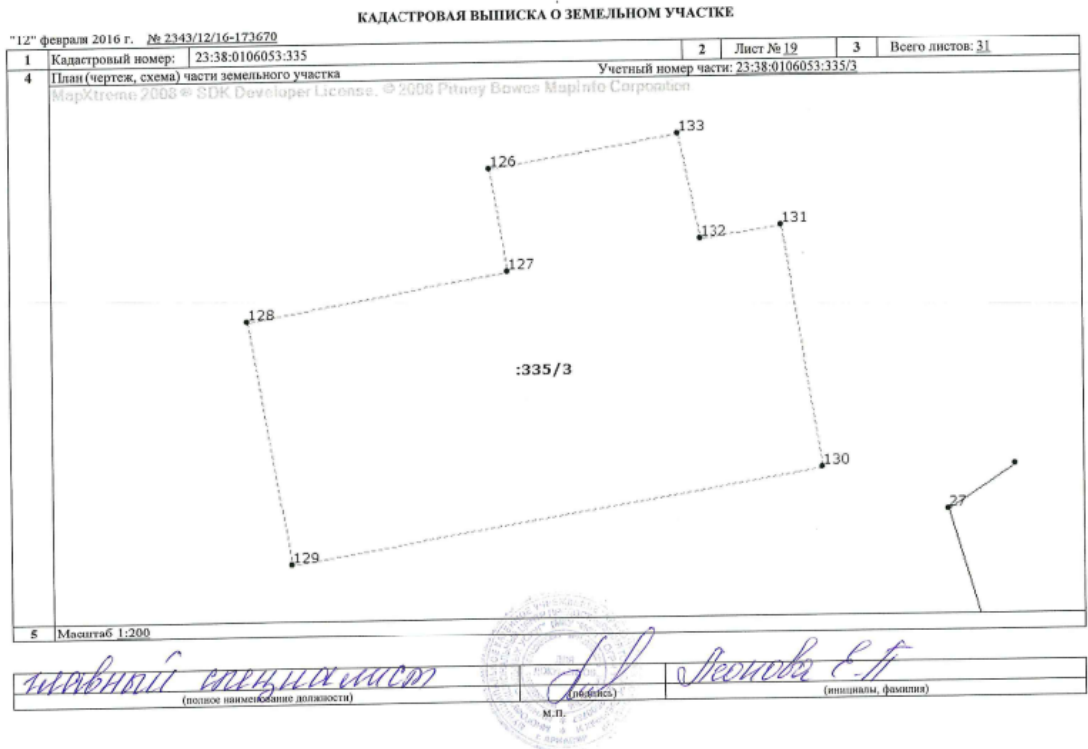 КАДАСТРОВАЯ ВЫПИСКА О ЗЕМЕЛЬНОМ УЧАСТКЕ
"12" февраля 2016 г. № 2343/12/16-173670
1 Кадастровый номер: 23:38:0106053:335 2 Лист № 19 3 Всего листов: 31
4 План (чертеж, схема) части земельного участка Учетный номер части: 23:38:0106053:335/3
MapXtreme 2008 ® SDK Developer License. © 2008 Pitney Bowes MapInfo Corporation
133
126
131
132
127
128
:335/3
130
27
129
5 Масштаб 1:200
главный специалист Леонова Е.П
(полное наименование должности) (подпись) (инициалы, фамилия)
м.п.